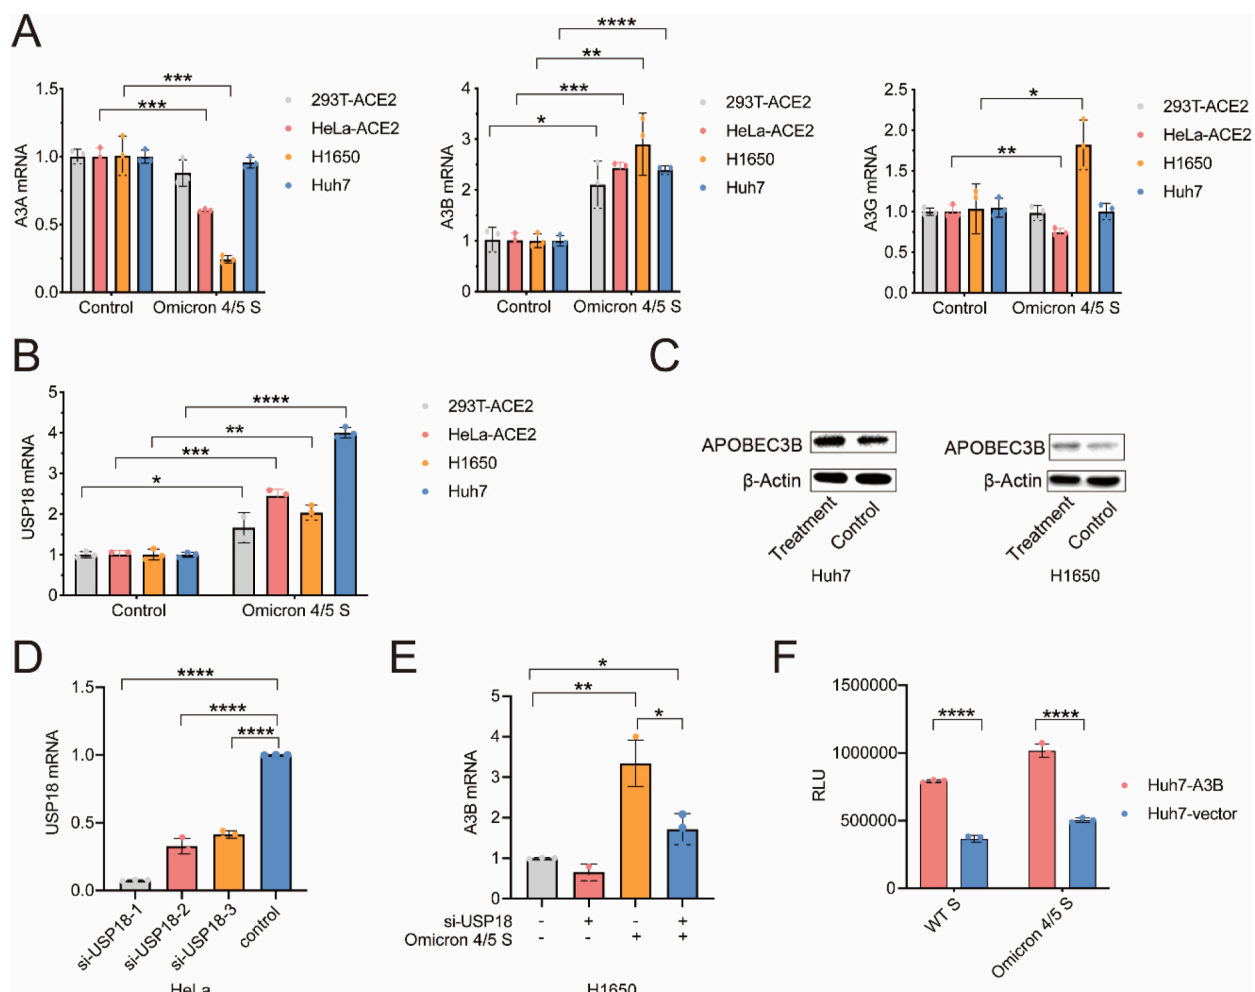 A
***
***
1.5
1.0
0.5
0.0
A3A mRNA
Control
Omicron 4/5 S
293T-ACE2
HeLa-ACE2
H1650
Huh7
****
**
***
*
4
3
2
1
0
A3B mRNA
Control
Omicron 4/5 S
293T-ACE2
HeLa-ACE2
H1650
Huh7
*
**
2.5
2.0
1.5
1.0
0.5
0.0
A3G mRNA
Control
Omicron 4/5 S
293T-ACE2
HeLa-ACE2
H1650
Huh7
B
****
**
***
*
5
4
3
2
1
0
USP18 mRNA
Control
Omicron 4/5 S
293T-ACE2
HeLa-ACE2
H1650
Huh7
C
APOBEC3B
β-Actin
Treatment
Control
Huh7
APOBEC3B
β-Actin
Treatment
Control
H1650
D
****
****
****
1.5
1.0
0.5
0.0
USP18 mRNA
si-USP18-1
si-USP18-2
si-USP18-3
control
HeLa
E
*
**
*
5
4
3
2
1
0
A3B mRNA
si-USP18 - + - +
Omicron 4/5 S - - + +
H1650
F
1500000
1000000
500000
0
RLU
****
****
WT S
Omicron 4/5 S
Huh7-A3B
Huh7-vector